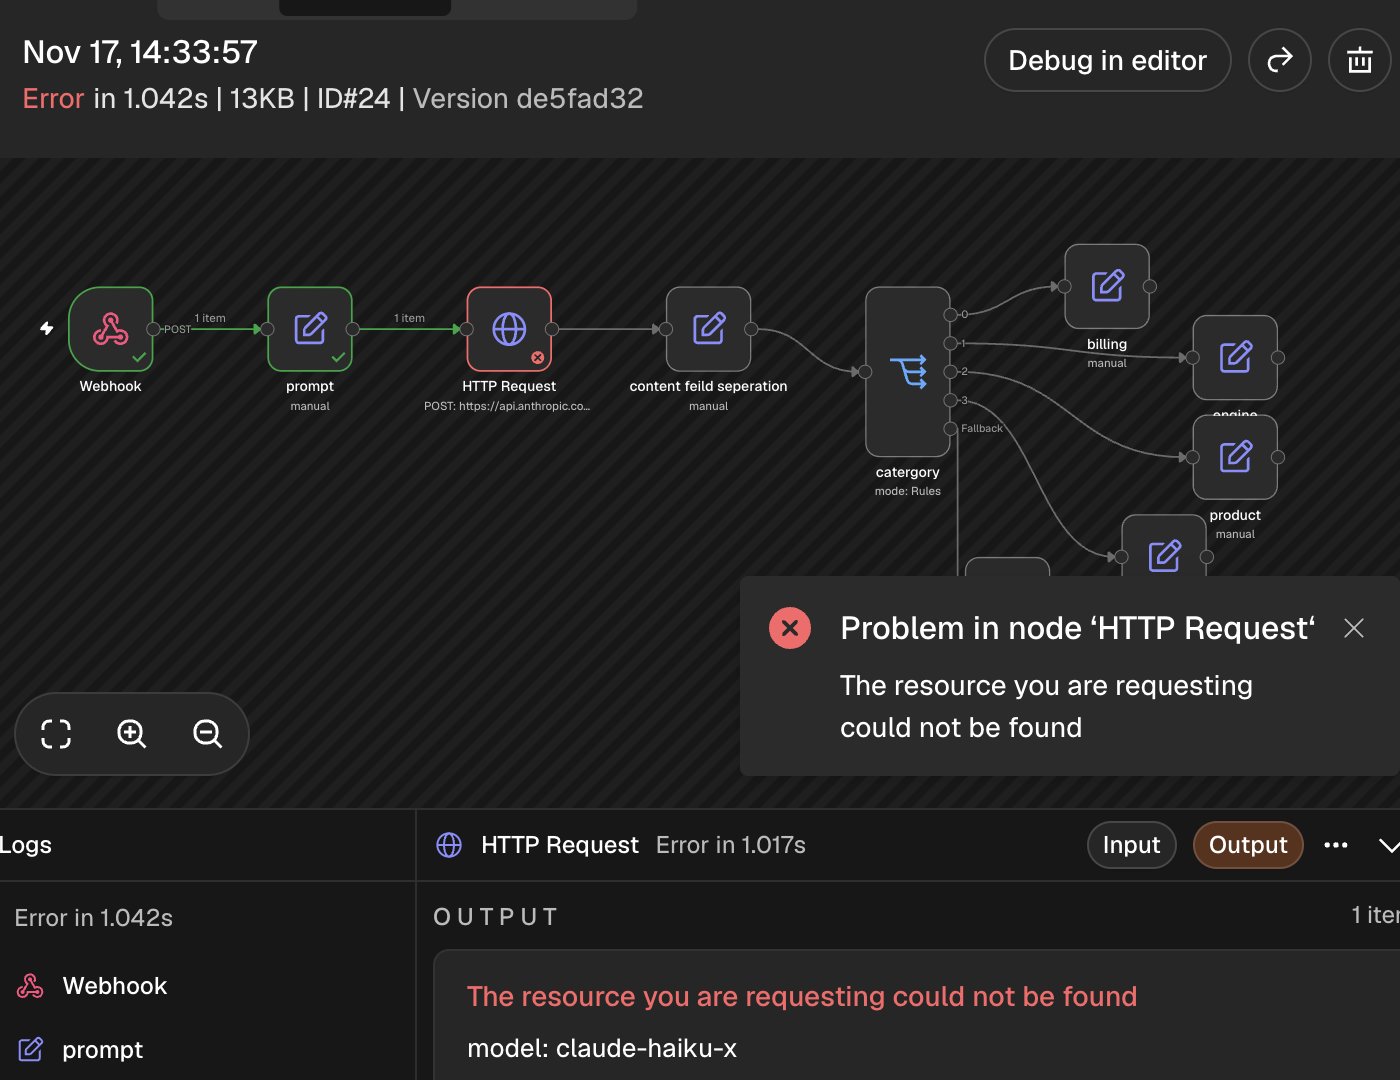 Nov 17, 14:33:57
Error in 1.042s | 13KB | ID#24 | Version de5fad32
Debug in editor
POST
1 item
1 item
Webhook
prompt
manual
HTTP Request
POST: https://api.anthropic.co...
content feild seperation
manual
0
1
2
3
Fallback
catergory
mode: Rules
billing
manual
engine
product
manual
Problem in node ‘HTTP Request‘
The resource you are requesting
could not be found
Logs
HTTP Request Error in 1.017s
Input
Output
Error in 1.042s
OUTPUT
1 item
Webhook
prompt
The resource you are requesting could not be found
model: claude-haiku-x